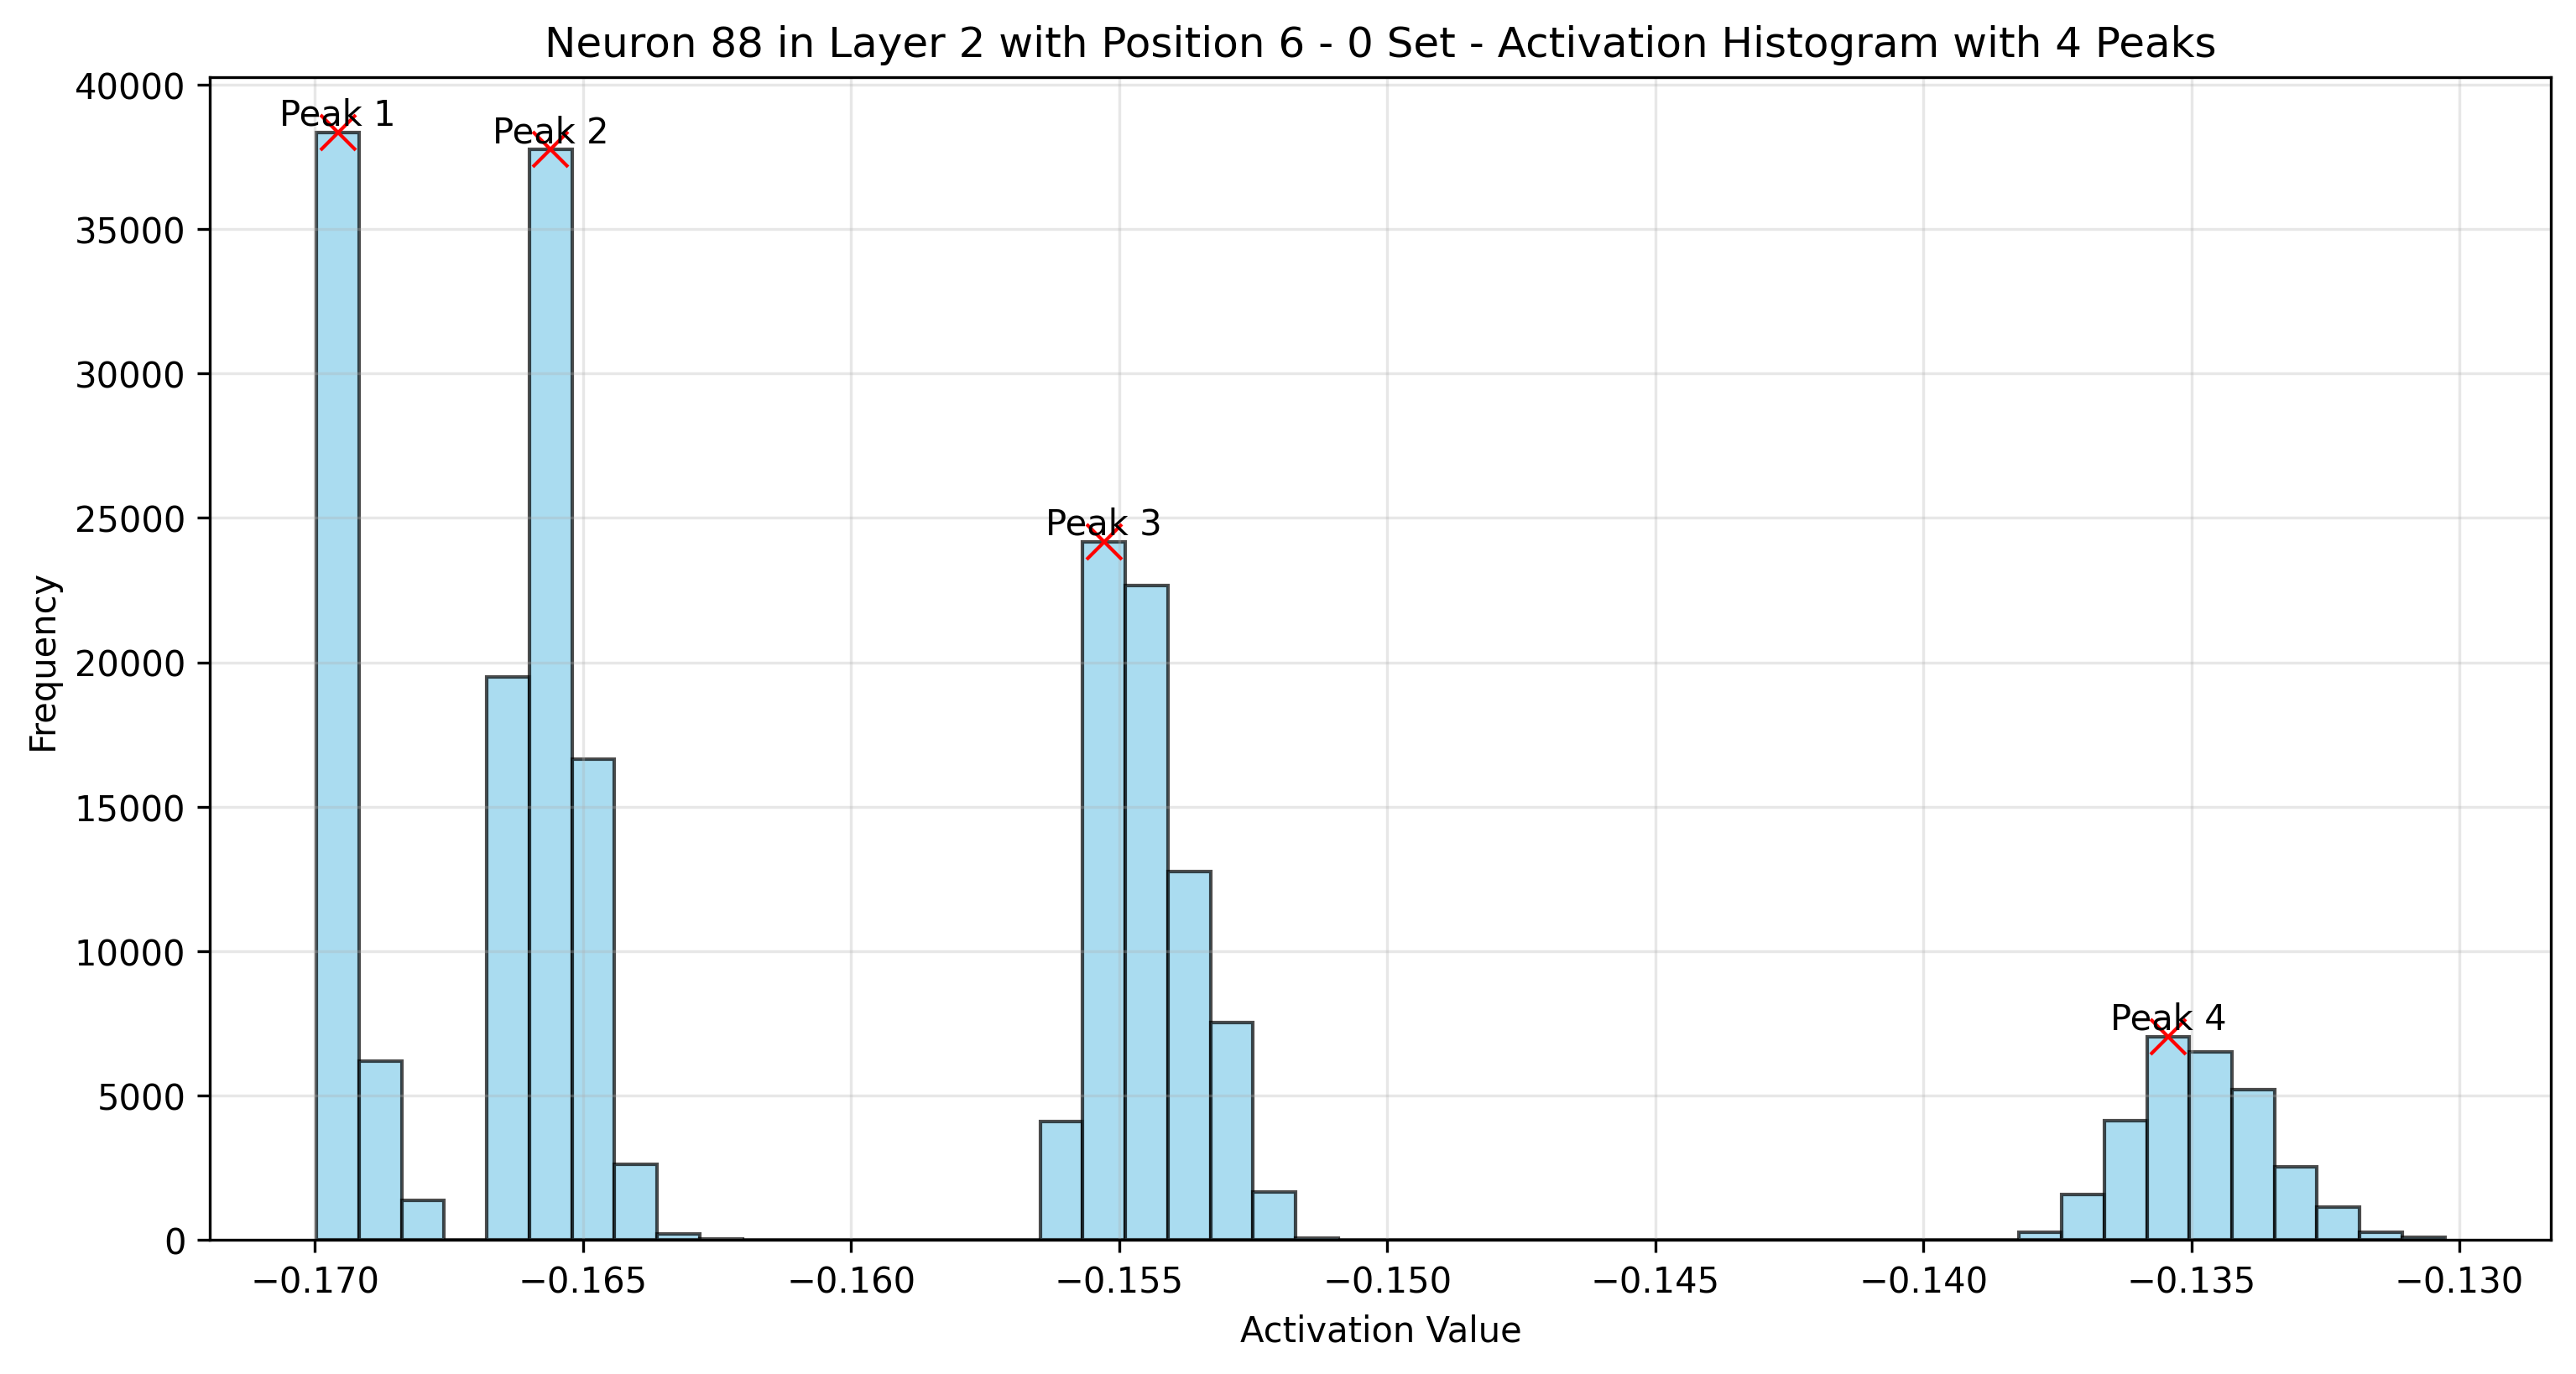 Neuron 88 in Layer 2 with Position 6 - 0 Set - Activation Histogram with 4 Peaks
40000
35000
30000
25000
20000
15000
10000
5000
0
Frequency
Peak 1
Peak 2
Peak 3
Peak 4
−0.170
−0.165
−0.160
−0.155
−0.150
−0.145
−0.140
−0.135
−0.130
Activation Value